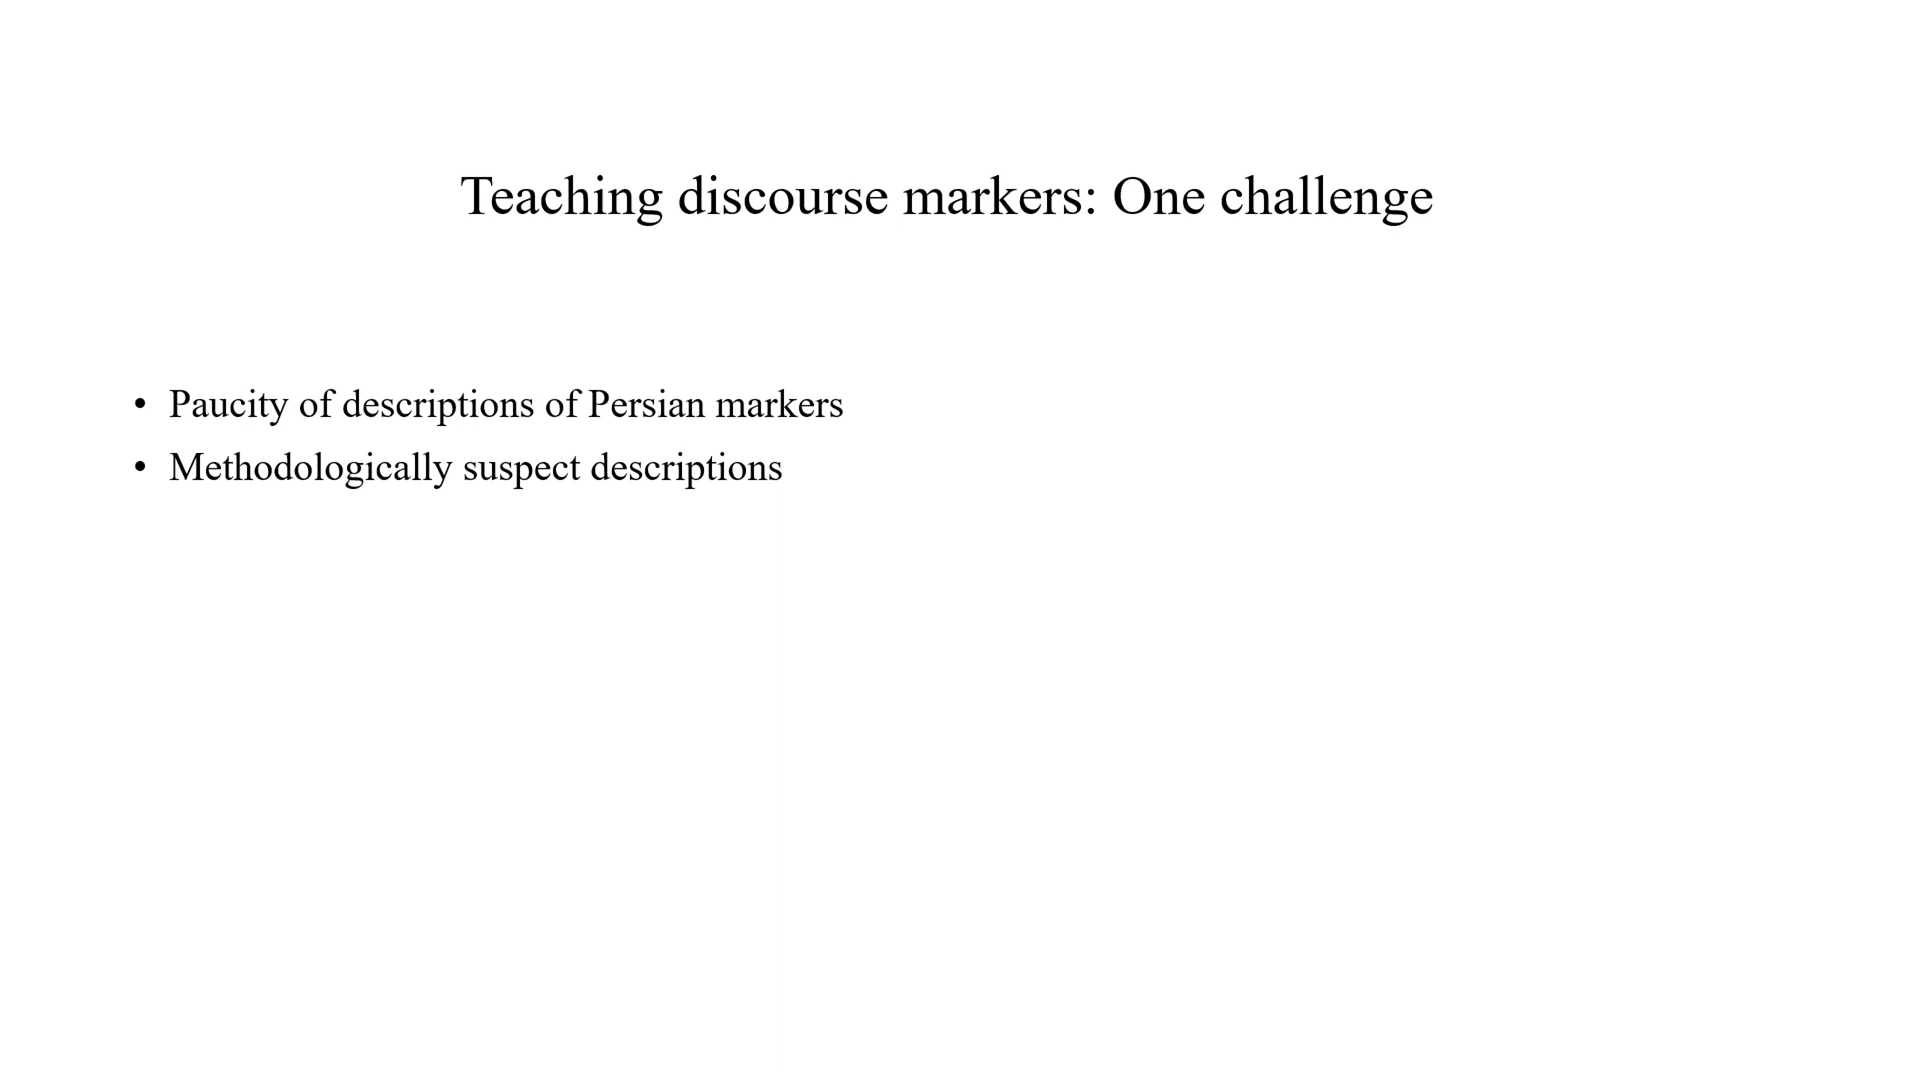 Teaching discourse markers: One challenge
• Paucity of descriptions of Persian markers
• Methodologically suspect descriptions